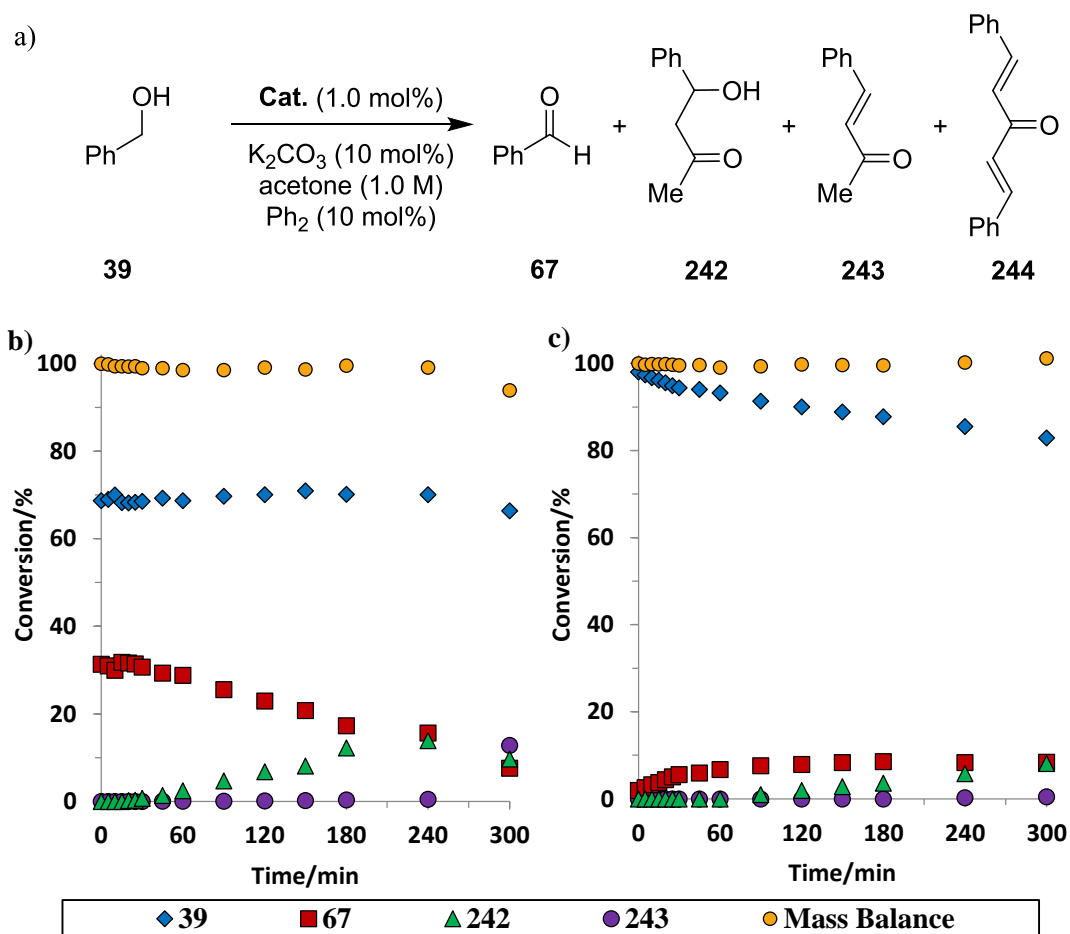 a)
OH
Ph
Cat. (1.0 mol%)
K₂CO₃ (10 mol%)
acetone (1.0 M)
Ph₂ (10 mol%)
O
Ph H
+
Ph
OH
O
Me
+
Ph
O
Me
+
Ph
O
Ph
39 67 242 243 244
b)
100
80
60
40
20
0
Conversion/%
0 60 120 180 240 300
Time/min
c)
100
80
60
40
20
0
Conversion/%
0 60 120 180 240 300
Time/min
39 67 242 243 Mass Balance